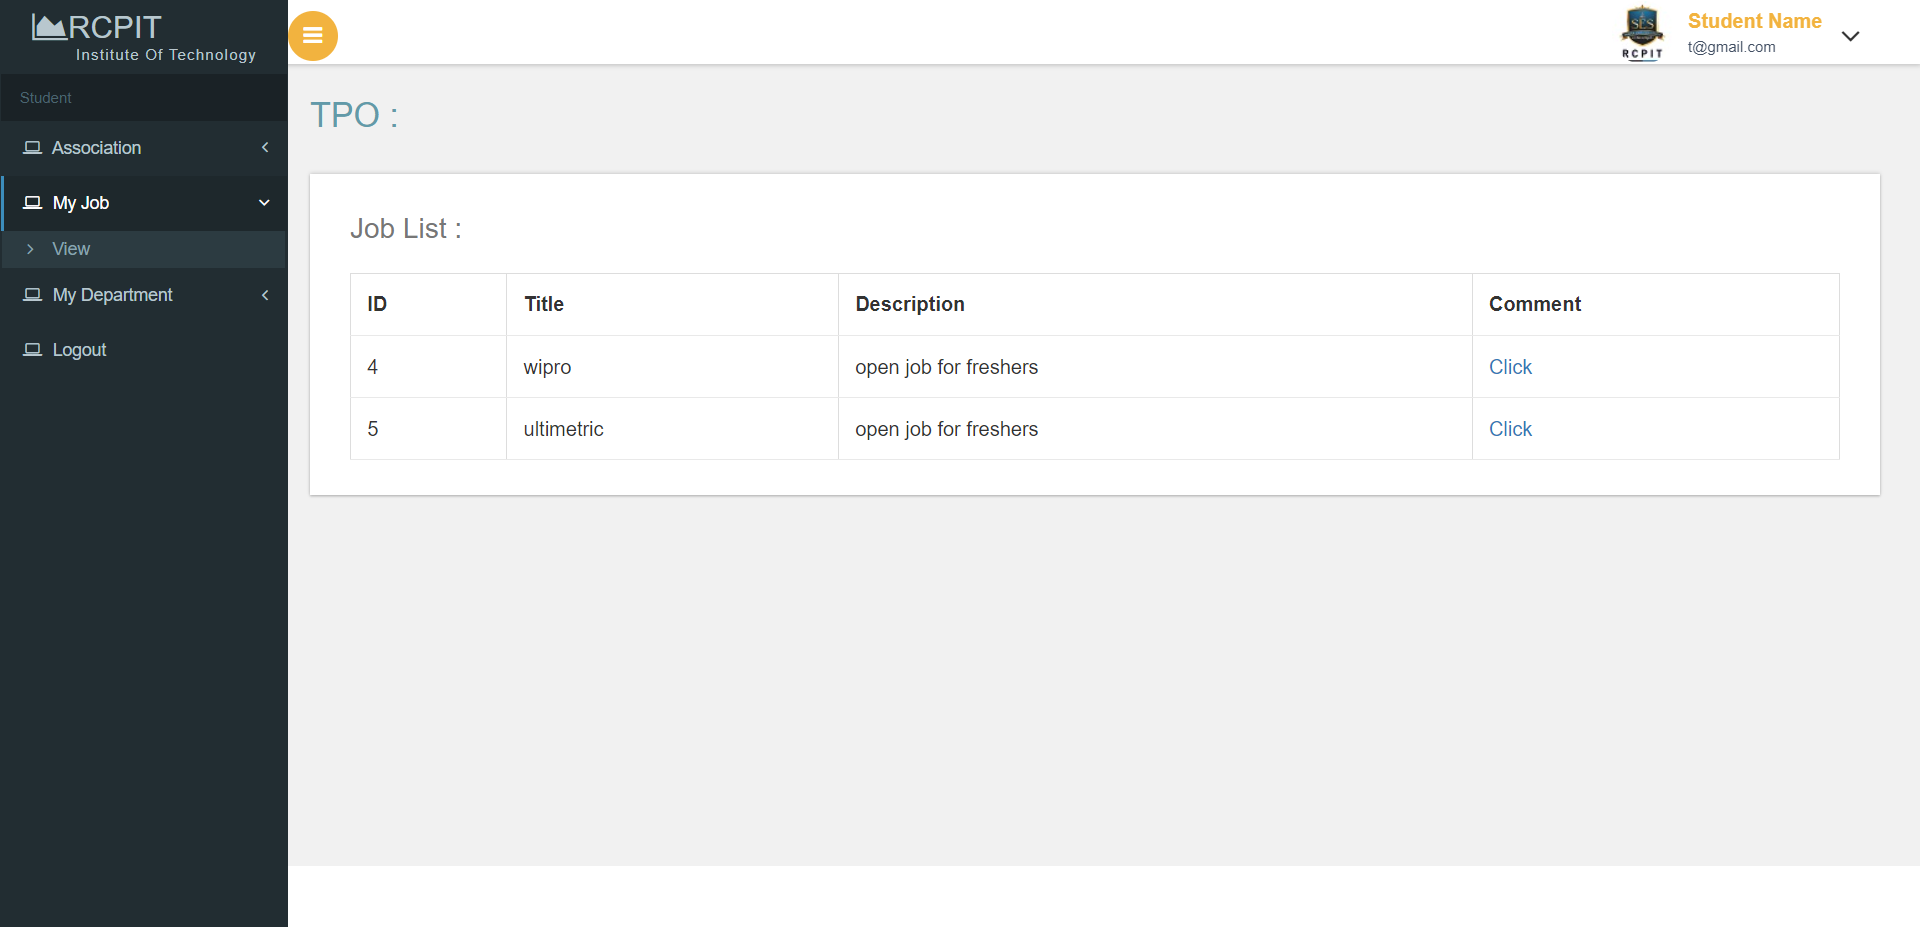 RCPIT
Institute Of Technology
Student
Association
My Job
View
My Department
Logout
SES
RCPIT
Student Name
t@gmail.com
TPO :
Job List :
ID Title Description Comment
4 wipro open job for freshers Click
5 ultimetric open job for freshers Click